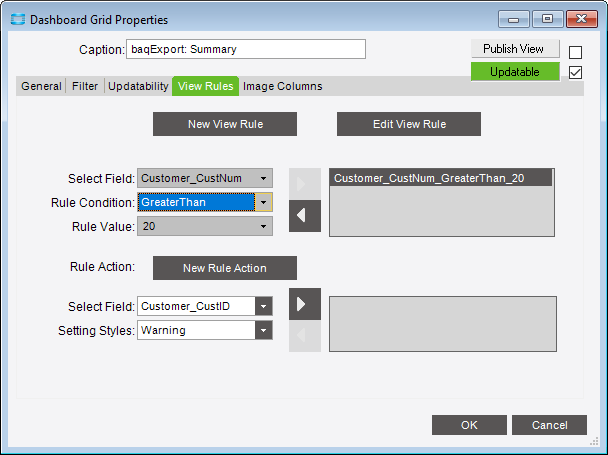 Dashboard Grid Properties
Caption: baqExport: Summary
Publish View
Updatable
General Filter Updatability View Rules Image Columns
New View Rule Edit View Rule
Select Field: Customer_CustNum Customer_CustNum_GreaterThan_20
Rule Condition: GreaterThan
Rule Value: 20
Rule Action: New Rule Action
Select Field: Customer_CustID
Setting Styles: Warning
OK Cancel